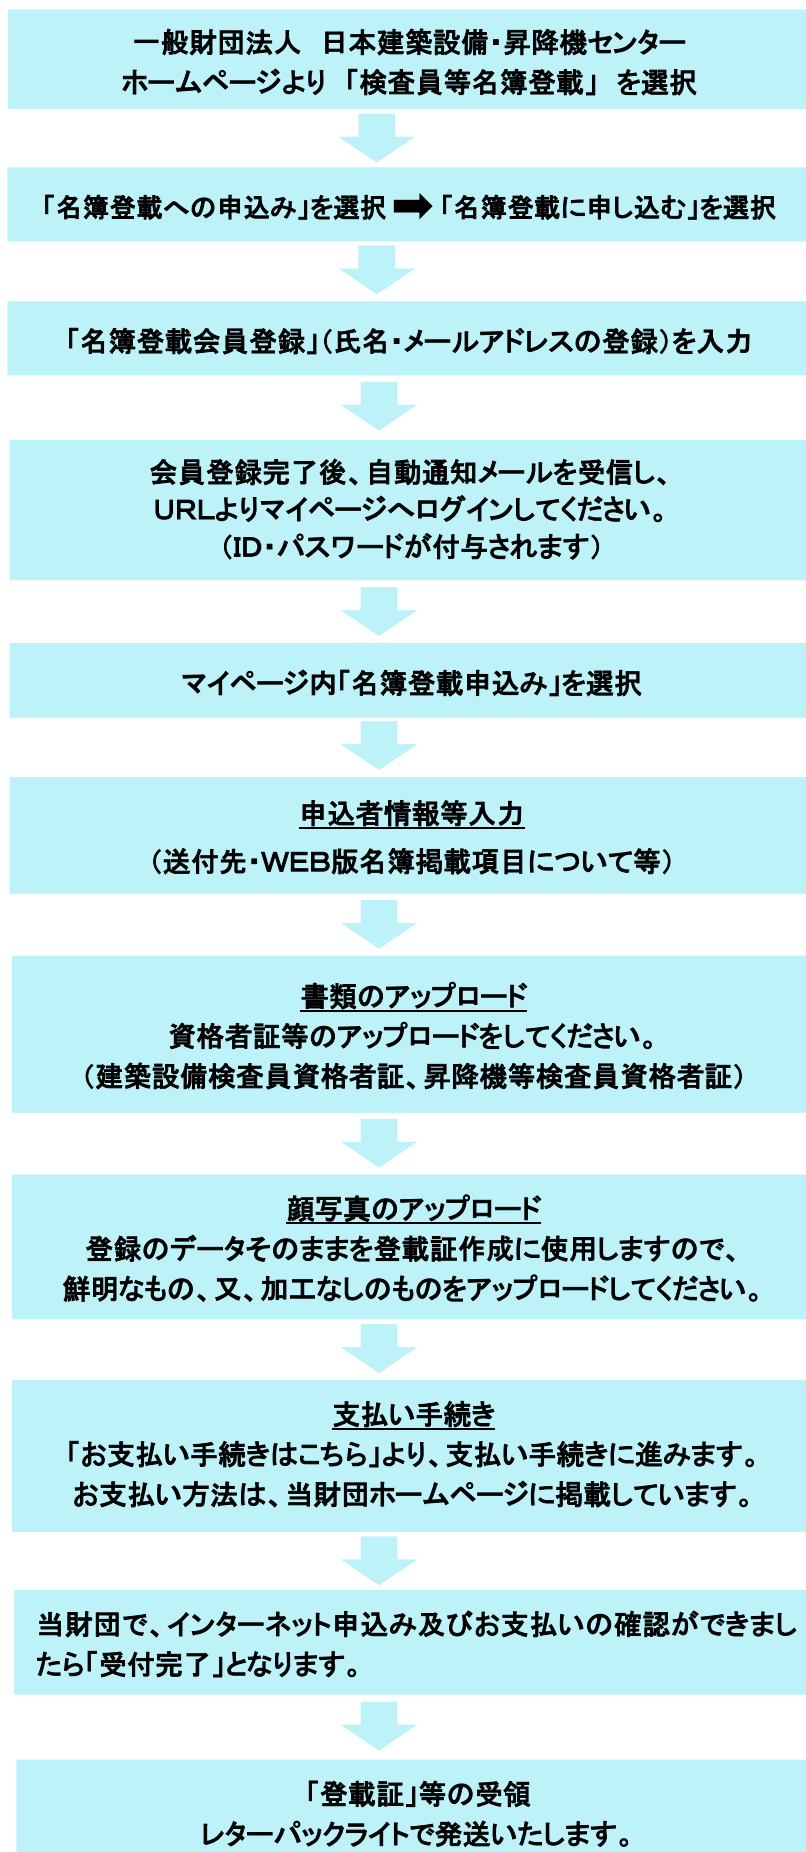 一般財団法人　日本建築設備・昇降機センター
ホームページより「検査員等名簿登載」 を選択
「名簿登載への申込み」を選択 ➡ 「名簿登載に申し込む」を選択
「名簿登載会員登録」（氏名・メールアドレスの登録）を入力
会員登録完了後、自動通知メールを受信し、
URLよりマイページへログインしてください。
（ID・パスワードが付与されます）
マイページ内「名簿登載申込み」を選択
申込者情報等入力
（送付先・WEB版名簿掲載項目について等）
書類のアップロード
資格者証等のアップロードをしてください。
（建築設備検査員資格者証、昇降機等検査員資格者証）
顔写真のアップロード
登録のデータそのままを登載証作成に使用しますので、
鮮明なもの、又、加工なしのものをアップロードしてください。
支払い手続き
「お支払い手続きはこちら」より、支払い手続きに進みます。
お支払い方法は、当財団ホームページに掲載しています。
当財団で、インターネット申込み及びお支払いの確認ができまし
たら「受付完了」となります。
「登載証」等の受領
レターパックライトで発送いたします。